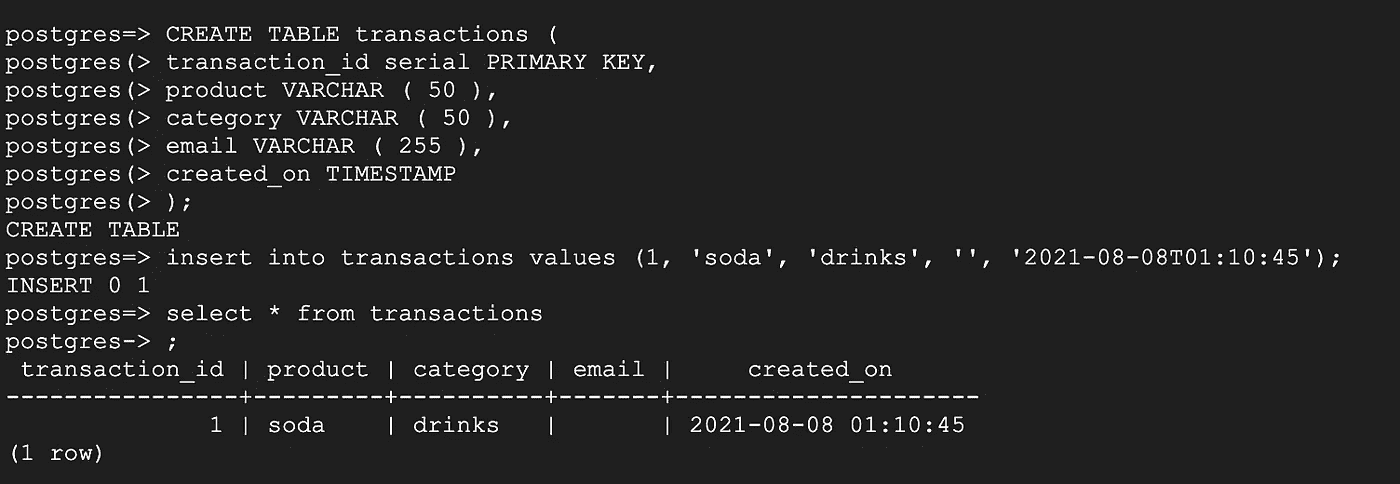 postgres=> CREATE TABLE transactions (
postgres(> transaction_id serial PRIMARY KEY,
postgres(> product VARCHAR ( 50 ),
postgres(> category VARCHAR ( 50 ),
postgres(> email VARCHAR ( 255 ),
postgres(> created_on TIMESTAMP
postgres(> );
CREATE TABLE
postgres=> insert into transactions values (1, 'soda', 'drinks', '', '2021-08-08T01:10:45');
INSERT 0 1
postgres=> select * from transactions
postgres-> ;
 transaction_id | product | category | email |     created_on
----------------+---------+----------+-------+---------------------
              1 | soda    | drinks   |       | 2021-08-08 01:10:45
(1 row)